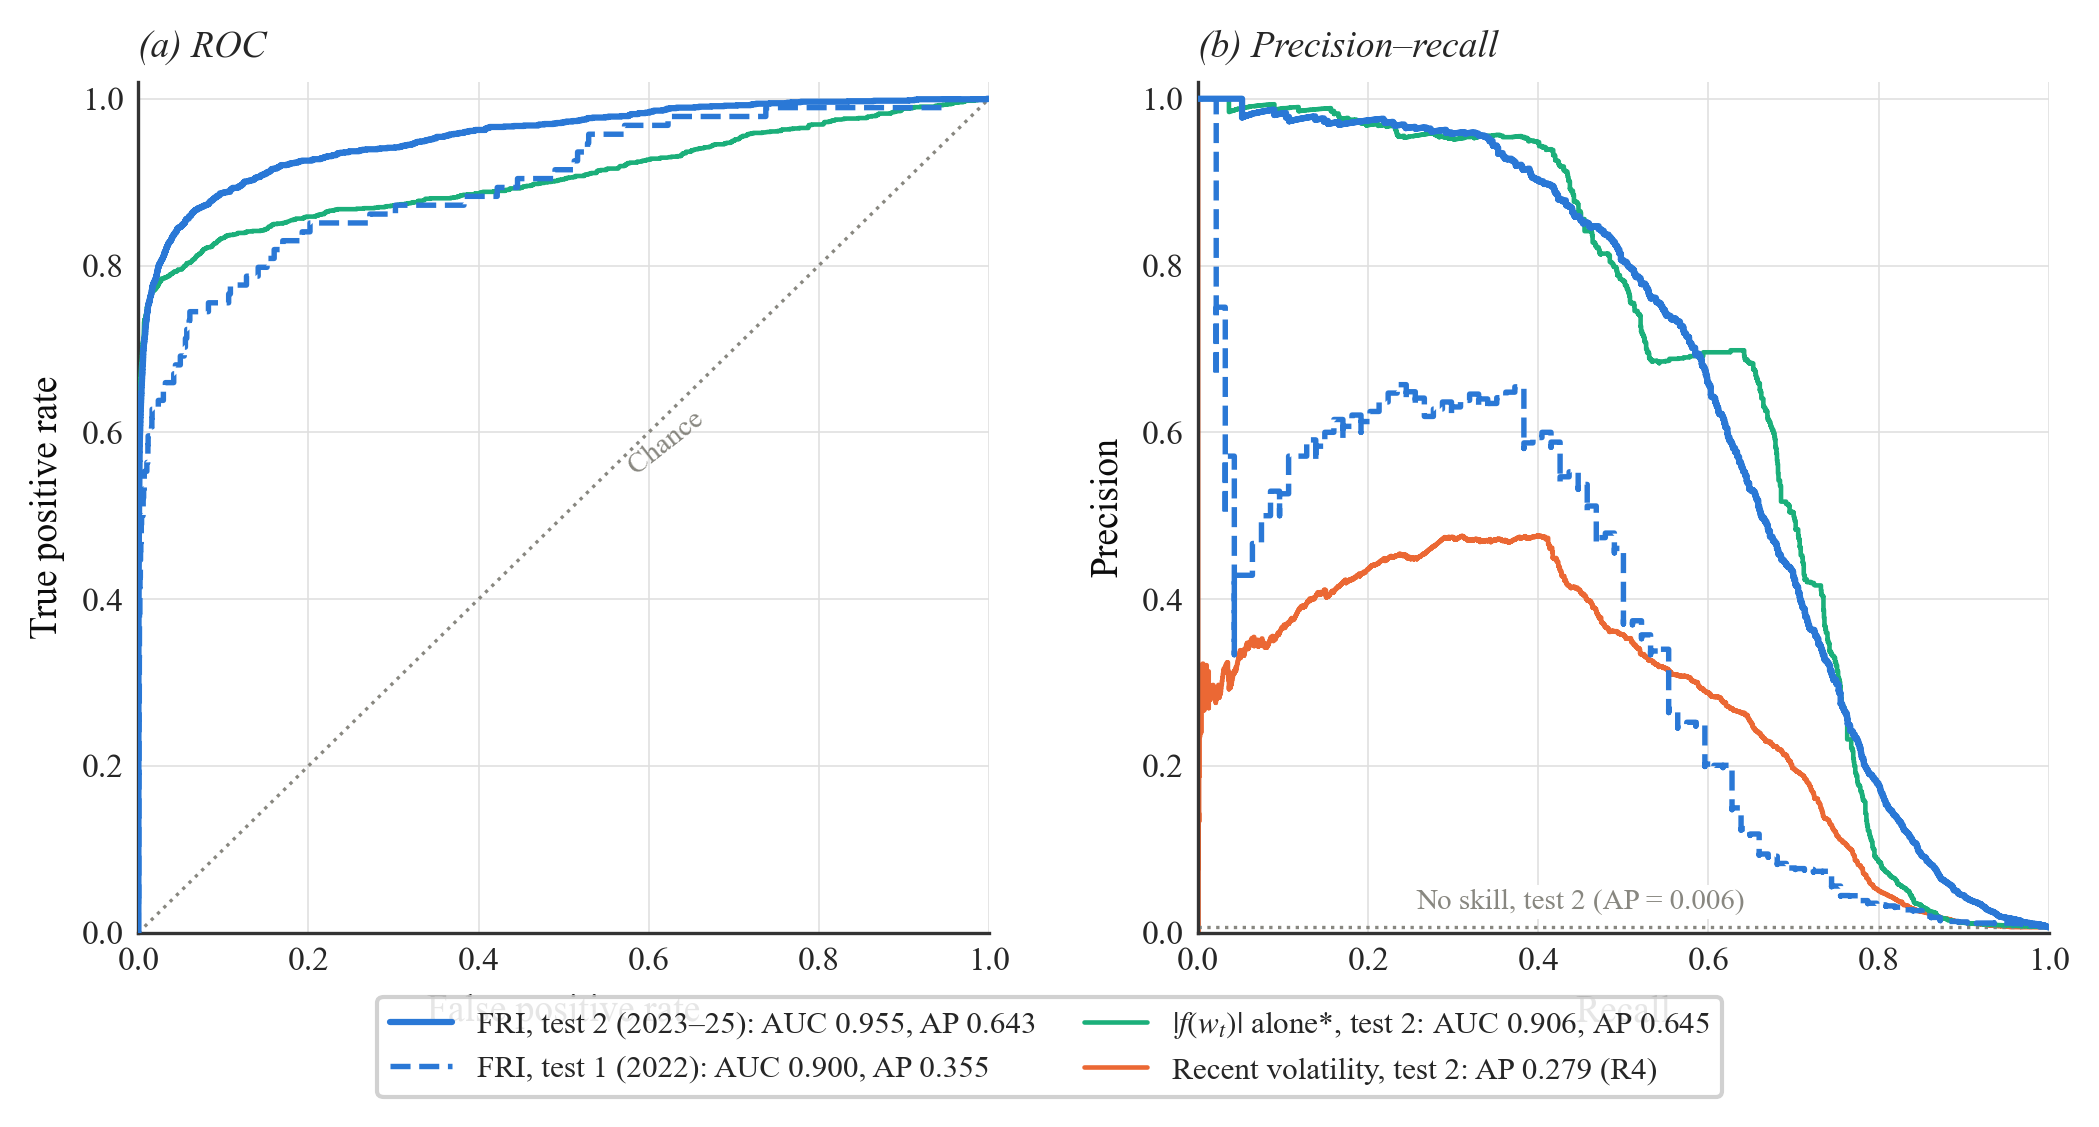 (a) ROC
1.0
0.8
0.6
0.4
0.2
0.0
True positive rate
Chance
0.0 0.2 0.4 0.6 0.8 1.0
False positive rate
(b) Precision–recall
1.0
0.8
0.6
0.4
0.2
0.0
Precision
No skill, test 2 (AP = 0.006)
0.0 0.2 0.4 0.6 0.8 1.0
Recall
FRI, test 2 (2023–25): AUC 0.955, AP 0.643
FRI, test 1 (2022): AUC 0.900, AP 0.355
|f(wₜ)| alone*, test 2: AUC 0.906, AP 0.645
Recent volatility, test 2: AP 0.279 (R4)